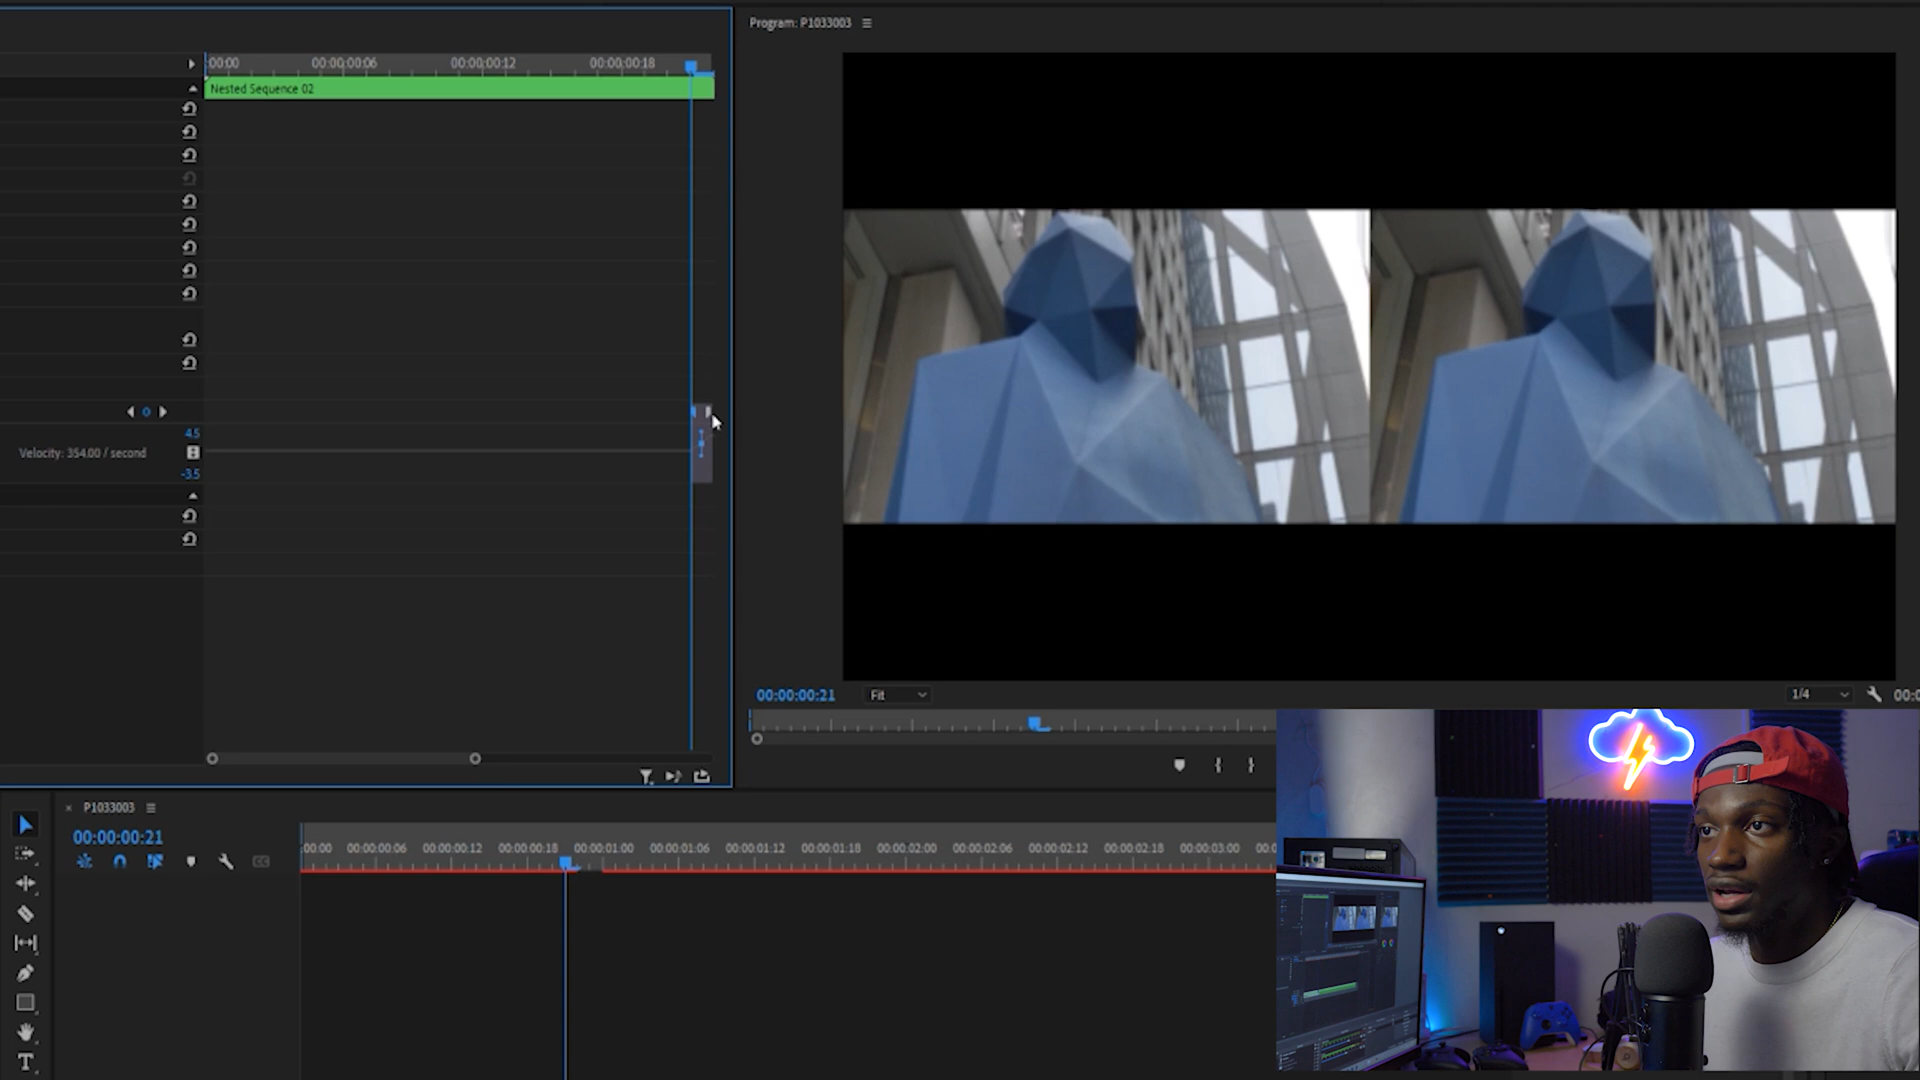 Program: P1033003
:00:00 00:00:00:06 00:00:00:12 00:00:00:18
Nested Sequence 02
4.5
Velocity: 354.00 / second
-3.5
00:00:00:21 Fit 1/4 00:0
P1033003
00:00:00:21
:00:00 00:00:00:06 00:00:00:12 00:00:00:18 00:00:01:00 00:00:01:06 00:00:01:12 00:00:01:18 00:00:02:00 00:00:02:06 00:00:02:12 00:00:02:18 00:00:03:00 00:0